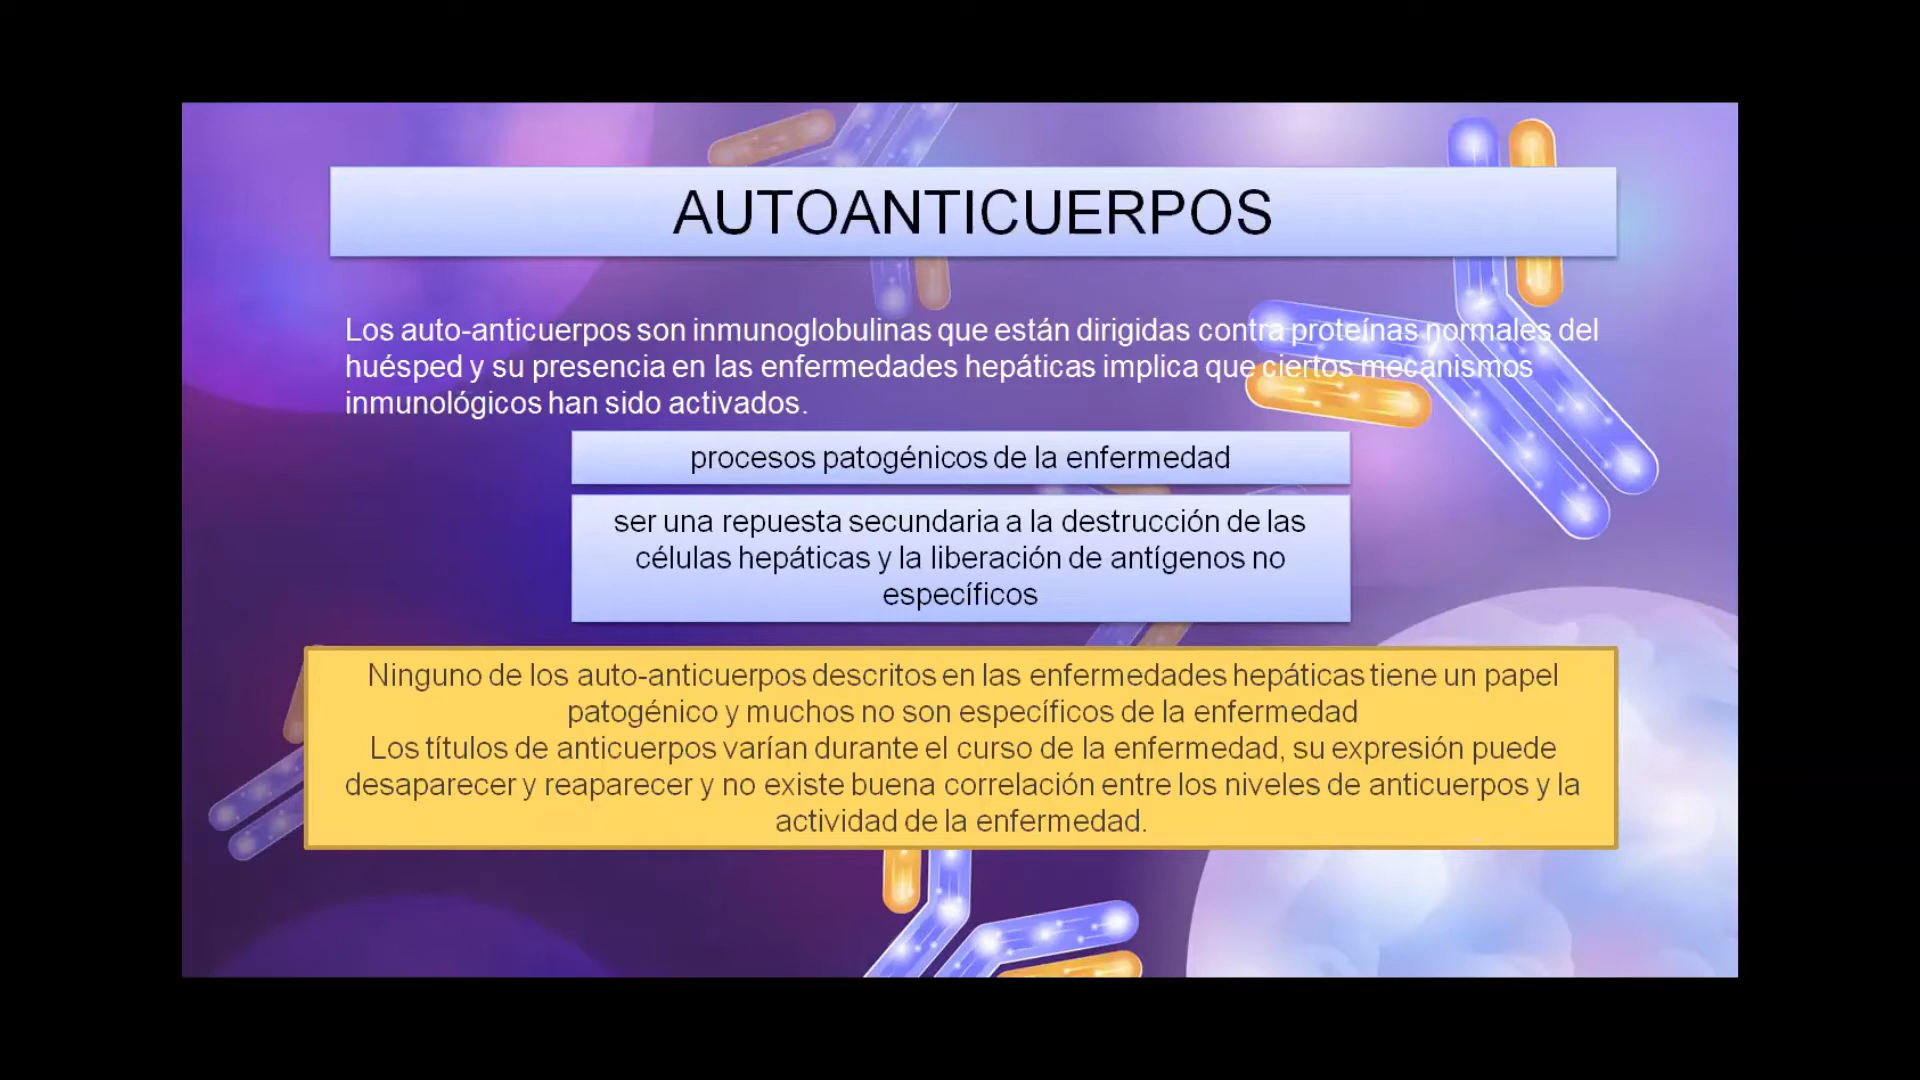 AUTOANTICUERPOS
Los auto-anticuerpos son inmunoglobulinas que están dirigidas contra proteínas normales del
huésped y su presencia en las enfermedades hepáticas implica que ciertos mecanismos
inmunológicos han sido activados.
procesos patogénicos de la enfermedad
ser una repuesta secundaria a la destrucción de las
células hepáticas y la liberación de antígenos no
específicos
Ninguno de los auto-anticuerpos descritos en las enfermedades hepáticas tiene un papel
patogénico y muchos no son específicos de la enfermedad
Los títulos de anticuerpos varían durante el curso de la enfermedad, su expresión puede
desaparecer y reaparecer y no existe buena correlación entre los niveles de anticuerpos y la
actividad de la enfermedad.